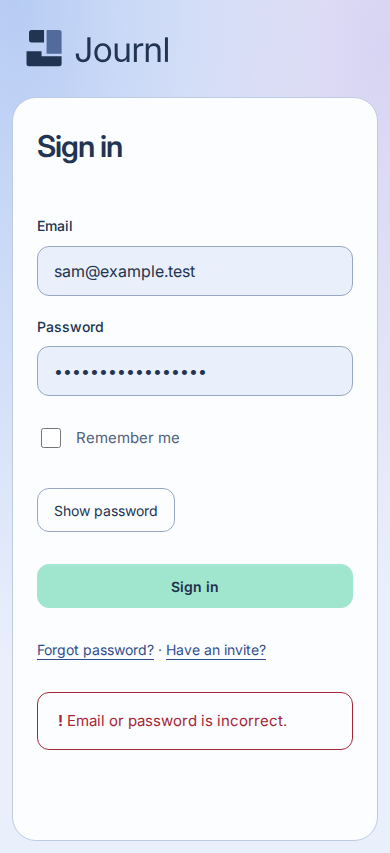 Journl
Sign in
Email
sam@example.test
Password
•••••••••••••••••
Remember me
Show password
Sign in
Forgot password? · Have an invite?
! Email or password is incorrect.